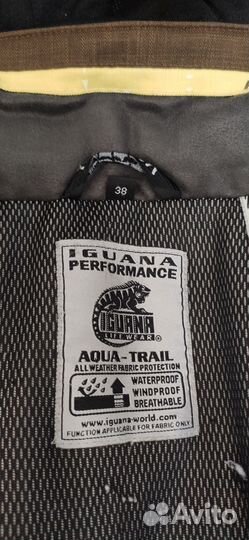 38
IGUANA
PERFORMANCE
IGUANA
LIFEWEAR®
AQUA-TRAIL
ALL WEATHER FABRIC PROTECTION
WATERPROOF
WINDPROOF
BREATHABLE
www.iguana-world.com
FUNCTION APPLICABLE FOR FABRIC ONLY
Avito